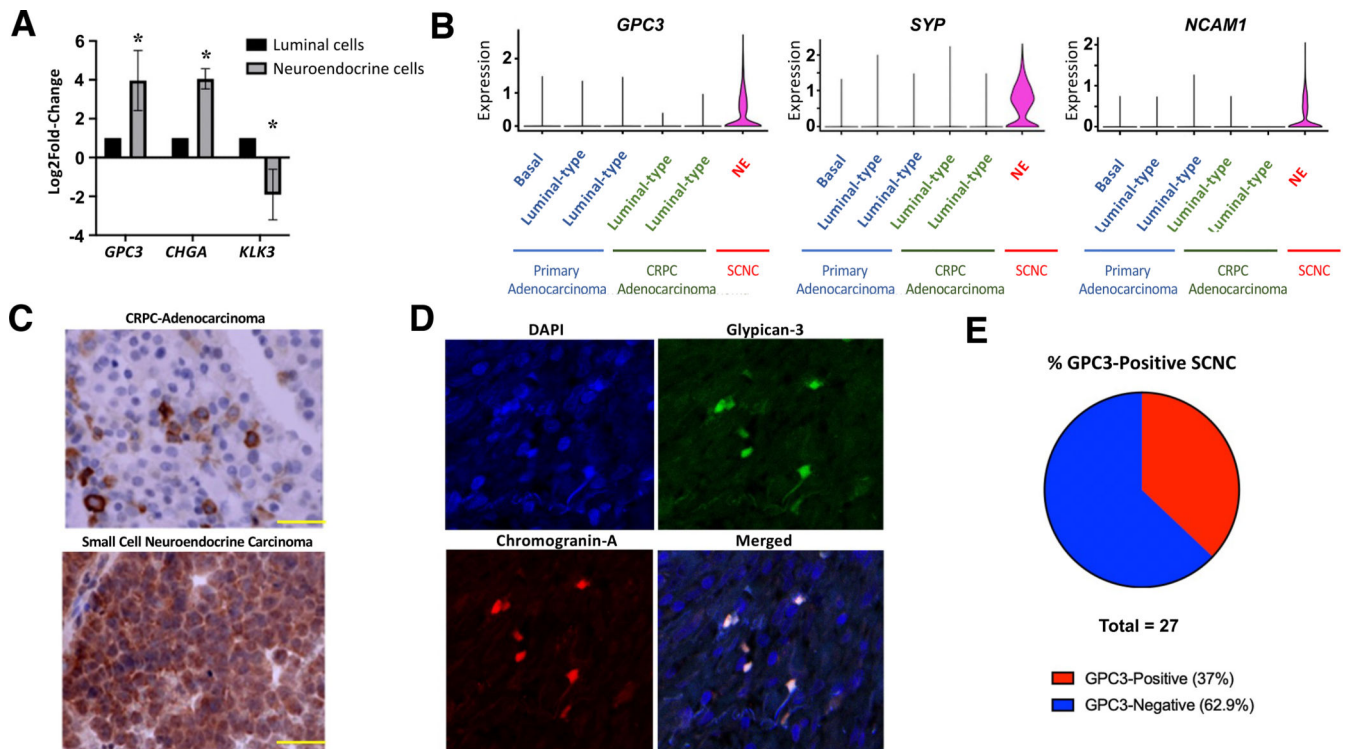 A
Log2Fold-Change
6
4
2
0
-2
-4
*
*
*
Luminal cells
Neuroendocrine cells
GPC3 CHGA KLK3
B
GPC3
Expression
2
1
0
Basal
Luminal-type
Luminal-type
Luminal-type
Luminal-type
NE
Primary
Adenocarcinoma
CRPC
Adenocarcinoma
SCNC
SYP
Expression
2
1
0
Basal
Luminal-type
Luminal-type
Luminal-type
Luminal-type
NE
Primary
Adenocarcinoma
CRPC
Adenocarcinoma
SCNC
NCAM1
Expression
2
1
0
Basal
Luminal-type
Luminal-type
Luminal-type
Luminal-type
NE
Primary
Adenocarcinoma
CRPC
Adenocarcinoma
SCNC
C
CRPC-Adenocarcinoma
Small Cell Neuroendocrine Carcinoma
D
DAPI
Glypican-3
Chromogranin-A
Merged
E
% GPC3-Positive SCNC
Total = 27
GPC3-Positive (37%)
GPC3-Negative (62.9%)